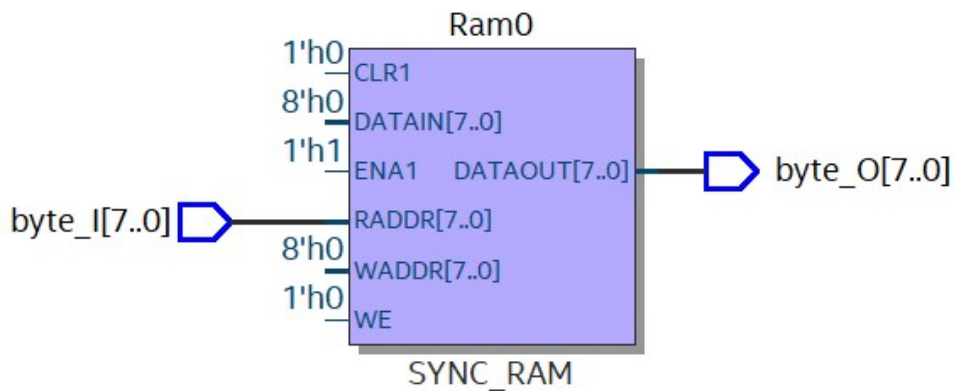 Ram0
1'h0
CLR1
8'h0
DATAIN[7..0]
1'h1
ENA1 DATAOUT[7..0]
byte_O[7..0]
byte_I[7..0]
RADDR[7..0]
8'h0
WADDR[7..0]
1'h0
WE
SYNC_RAM